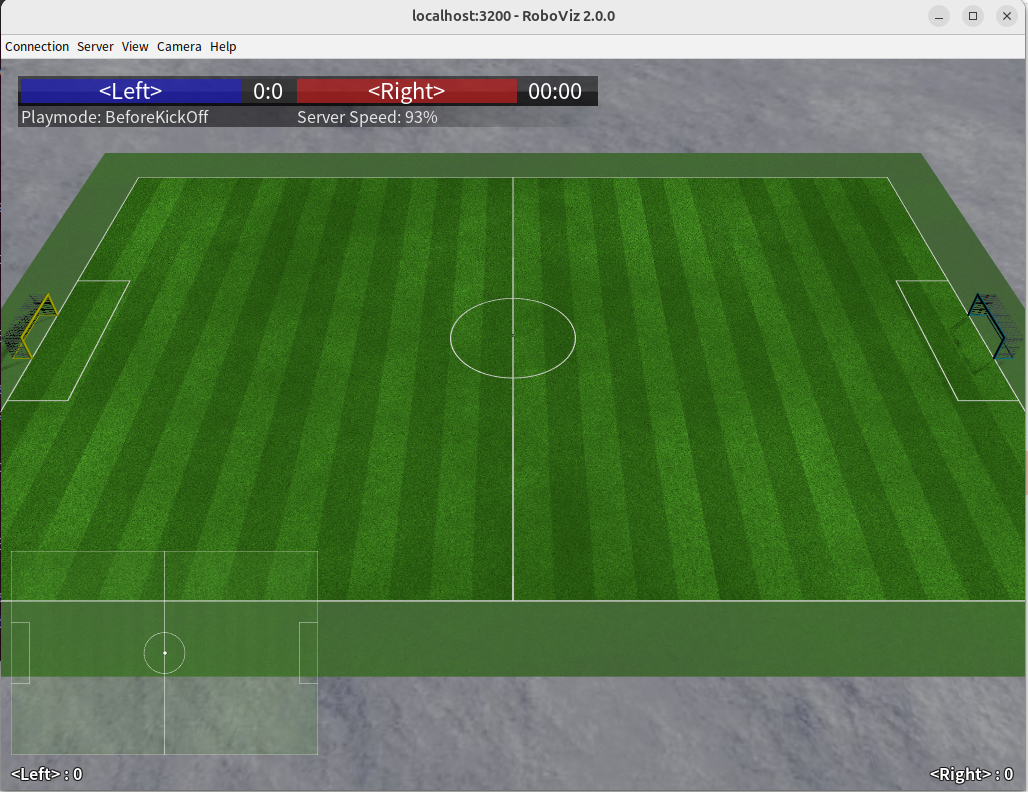 localhost:3200 - RoboViz 2.0.0
Connection Server View Camera Help
<Left> 0:0 <Right> 00:00
Playmode: BeforeKickOff Server Speed: 93%
<Left> : 0 <Right> : 0